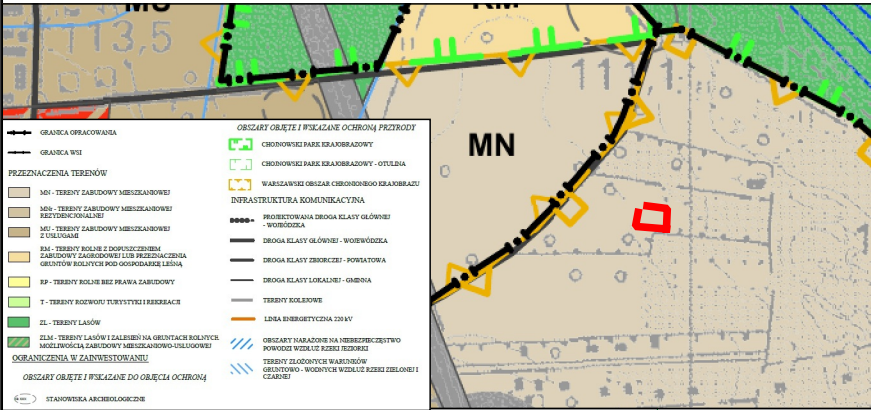 MU
RM
113,5
MN
GRANICA OPRACOWANIA
GRANICA WSI
PRZEZNACZENIA TERENÓW
MN - TERENY ZABUDOWY MIESZKANIOWEJ
MNr - TERENY ZABUDOWY MIESZKANIOWEJ
REZYDENCJONALNEJ
MU - TERENY ZABUDOWY MIESZKANIOWEJ
Z USŁUGAMI
RM - TERENY ROLNE Z DOPUSZCZENIEM
ZABUDOWY ZAGRODOWEJ LUB PRZEZNACZENIA
GRUNTÓW ROLNYCH POD GOSPODARKĘ LEŚNĄ
RP - TERENY ROLNE BEZ PRAWA ZABUDOWY
T - TERENY ROZWOJU TURYSTYKI I REKREACJI
ZL - TERENY LASÓW
ZLM - TERENY LASÓW I ZALESIEŃ NA GRUNTACH ROLNYCH
MOŻLIWOŚCIĄ ZABUDOWY MIESZKANIOWO-USŁUGOWEJ
OGRANICZENIA W ZAINWESTOWANIU
OBSZARY OBJĘTE I WSKAZANE DO OBJĘCIA OCHRONĄ
STANOWISKA ARCHEOLOGICZNE
OBSZARY OBJĘTE I WSKAZANE OCHRONĄ PRZYRODY
CHOJNOWSKI PARK KRAJOBRAZOWY
CHOJNOWSKI PARK KRAJOBRAZOWY - OTULINA
WARSZAWSKI OBSZAR CHRONIONEGO KRAJOBRAZU
INFRASTRUKTURA KOMUNIKACYJNA
PROJEKTOWANA DROGA KLASY GŁÓWNEJ
- WOJEWÓDZKA
DROGA KLASY GŁÓWNEJ - WOJEWÓDZKA
DROGA KLASY ZBIORCZEJ - POWIATOWA
DROGA KLASY LOKALNEJ - GMINNA
TERENY KOLEJOWE
LINIA ENERGETYCZNA 220 kV
OBSZARY NARAŻONE NA NIEBEZPIECZEŃSTWO
POWODZI WZDŁUŻ RZEKI JEZIORKI
TERENY ZŁOŻONYCH WARUNKÓW
GRUNTOWO - WODNYCH WZDŁUŻ RZEKI ZIELONEJ I
CZARNEJ